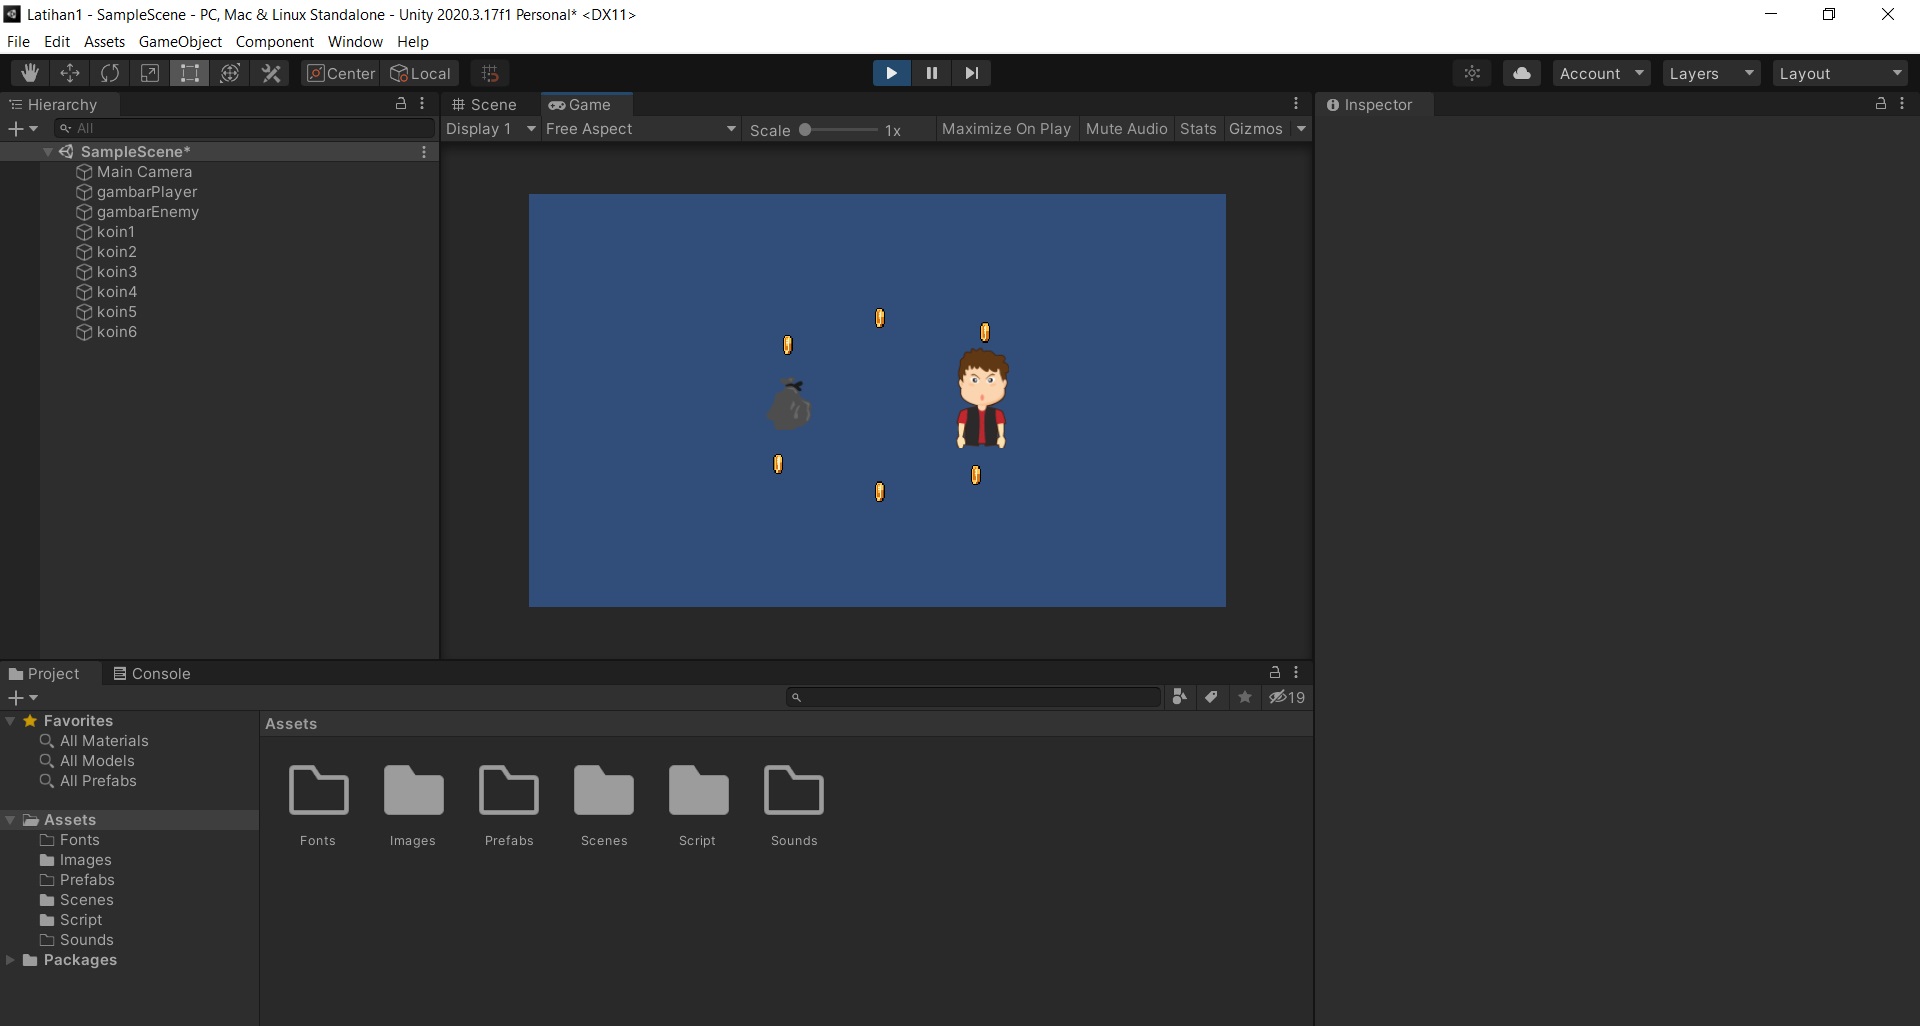 Latihan1 - SampleScene - PC, Mac & Linux Standalone - Unity 2020.3.17f1 Personal* <DX11>
File Edit Assets GameObject Component Window Help
Center Local Account Layers Layout
Hierarchy
All
SampleScene*
Main Camera
gambarPlayer
gambarEnemy
koin1
koin2
koin3
koin4
koin5
koin6
Scene Game
Display 1 Free Aspect Scale 1x Maximize On Play Mute Audio Stats Gizmos
Inspector
Project Console
19
Favorites
All Materials
All Models
All Prefabs
Assets
Fonts
Images
Prefabs
Scenes
Script
Sounds
Packages
Assets
Fonts Images Prefabs Scenes Script Sounds